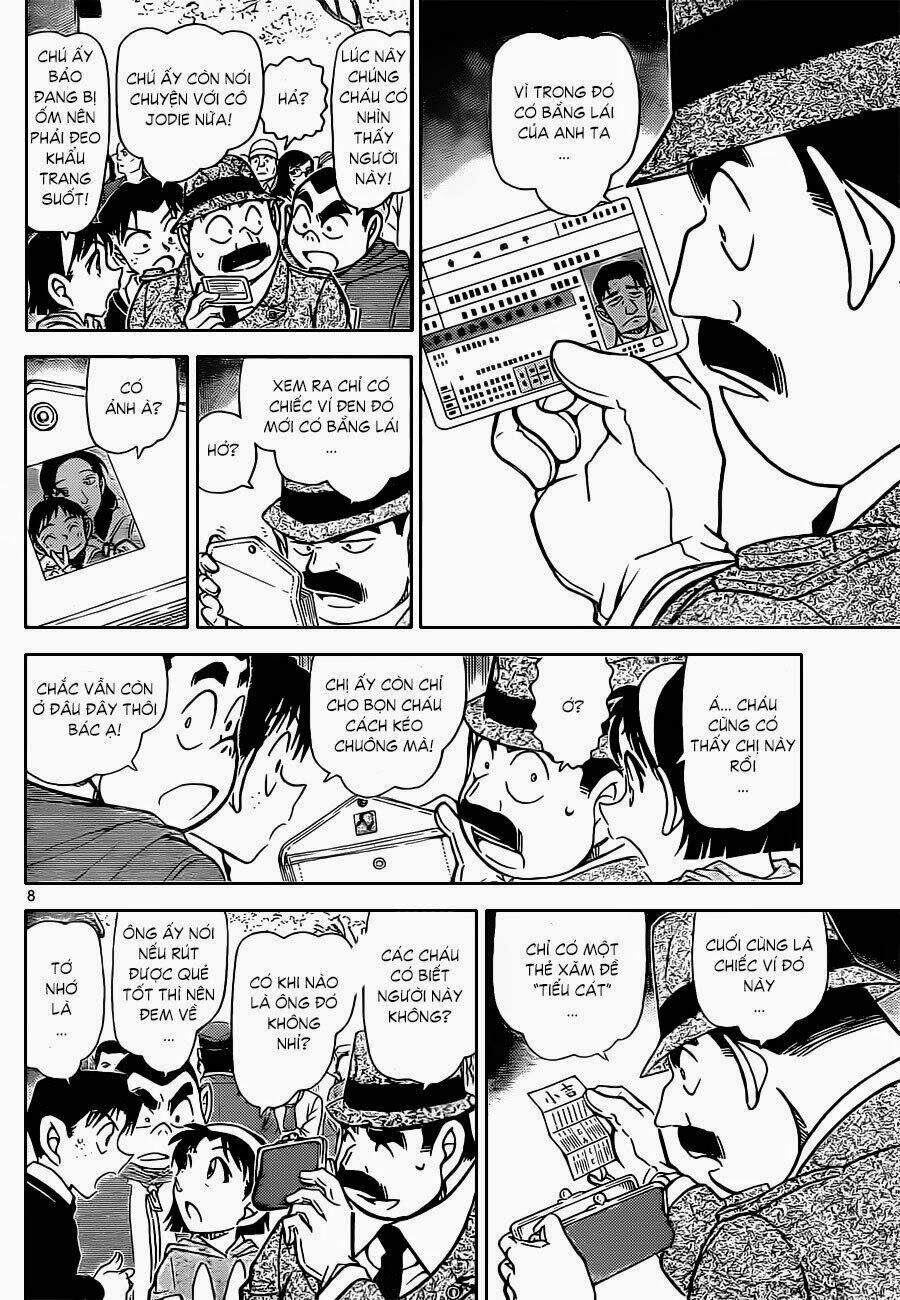 VÌ TRONG ĐÓ
CÓ BẰNG LÁI
CỦA ANH TA
...
LÚC NÃY
CHÚNG
CHÁU CÓ
NHÌN
THẤY
NGƯỜI
NÀY!
HẢ?
CHÚ ẤY CÒN NÓI
CHUYỆN VỚI CÔ
JODIE NỮA!
CHÚ ẤY
BẢO
ĐANG BỊ
ỐM NÊN
PHẢI ĐEO
KHẨU
TRANG
SUỐT!
XEM RA CHỈ CÓ
CHIẾC VÍ ĐEN ĐÓ
MỚI CÓ BẰNG LÁI
...
HỚ?
CÓ
ẢNH À?
Á... CHÁU
CŨNG CÓ
THẤY CHỊ NÀY
RỒI
...
Ớ?
CHỊ ẤY CÒN CHỈ
CHO BỌN CHÁU
CÁCH KÉO
CHUÔNG MÀ!
CHẮC VẪN CÒN
Ở ĐÂU ĐÂY THÔI
BÁC Ạ!
8
CUỐI CÙNG LÀ
CHIẾC VÍ ĐỎ
NÀY ...
CHỈ CÓ MỘT
THẺ XĂM ĐỀ
"TIỂU CÁT"
...
小吉
CÁC CHÁU
CÓ BIẾT
NGƯỜI NÀY
KHÔNG?
CÓ KHI NÀO
LÀ ÔNG ĐÓ
KHÔNG
NHỈ?
ÔNG ẤY NÓI
NẾU RÚT
ĐƯỢC QUẺ
TỐT THÌ NÊN
ĐEM VỀ
...
TỚ
NHỚ
LÀ
...